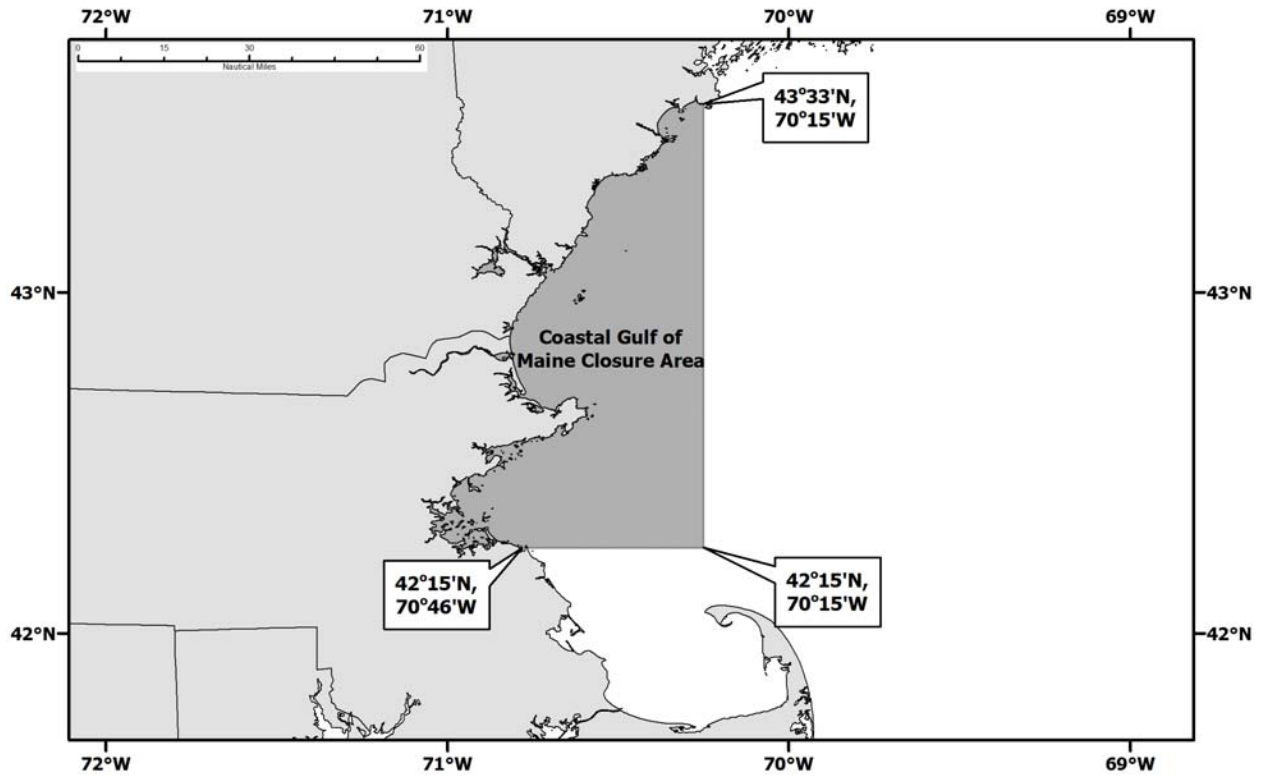 72°W 71°W 70°W 69°W
0 15 30 60
Nautical Miles
43°33'N,
70°15'W
43°N 43°N
Coastal Gulf of
Maine Closure Area
42°15'N,
70°46'W
42°15'N,
70°15'W
42°N 42°N
72°W 71°W 70°W 69°W